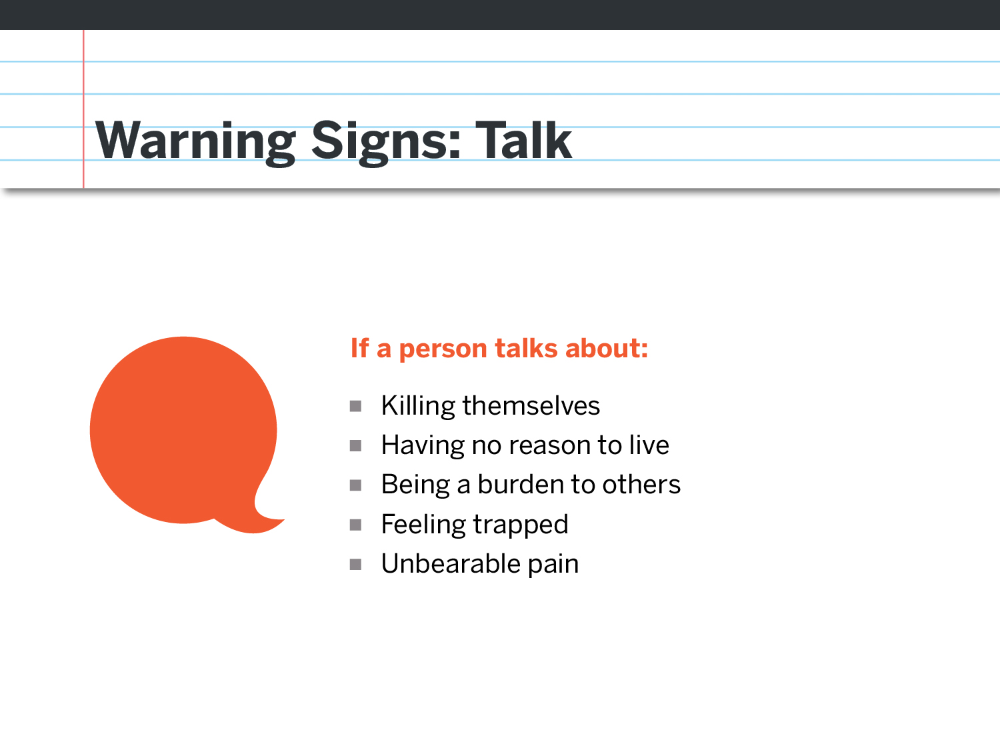 Warning Signs: Talk
If a person talks about:
■ Killing themselves
■ Having no reason to live
■ Being a burden to others
■ Feeling trapped
■ Unbearable pain